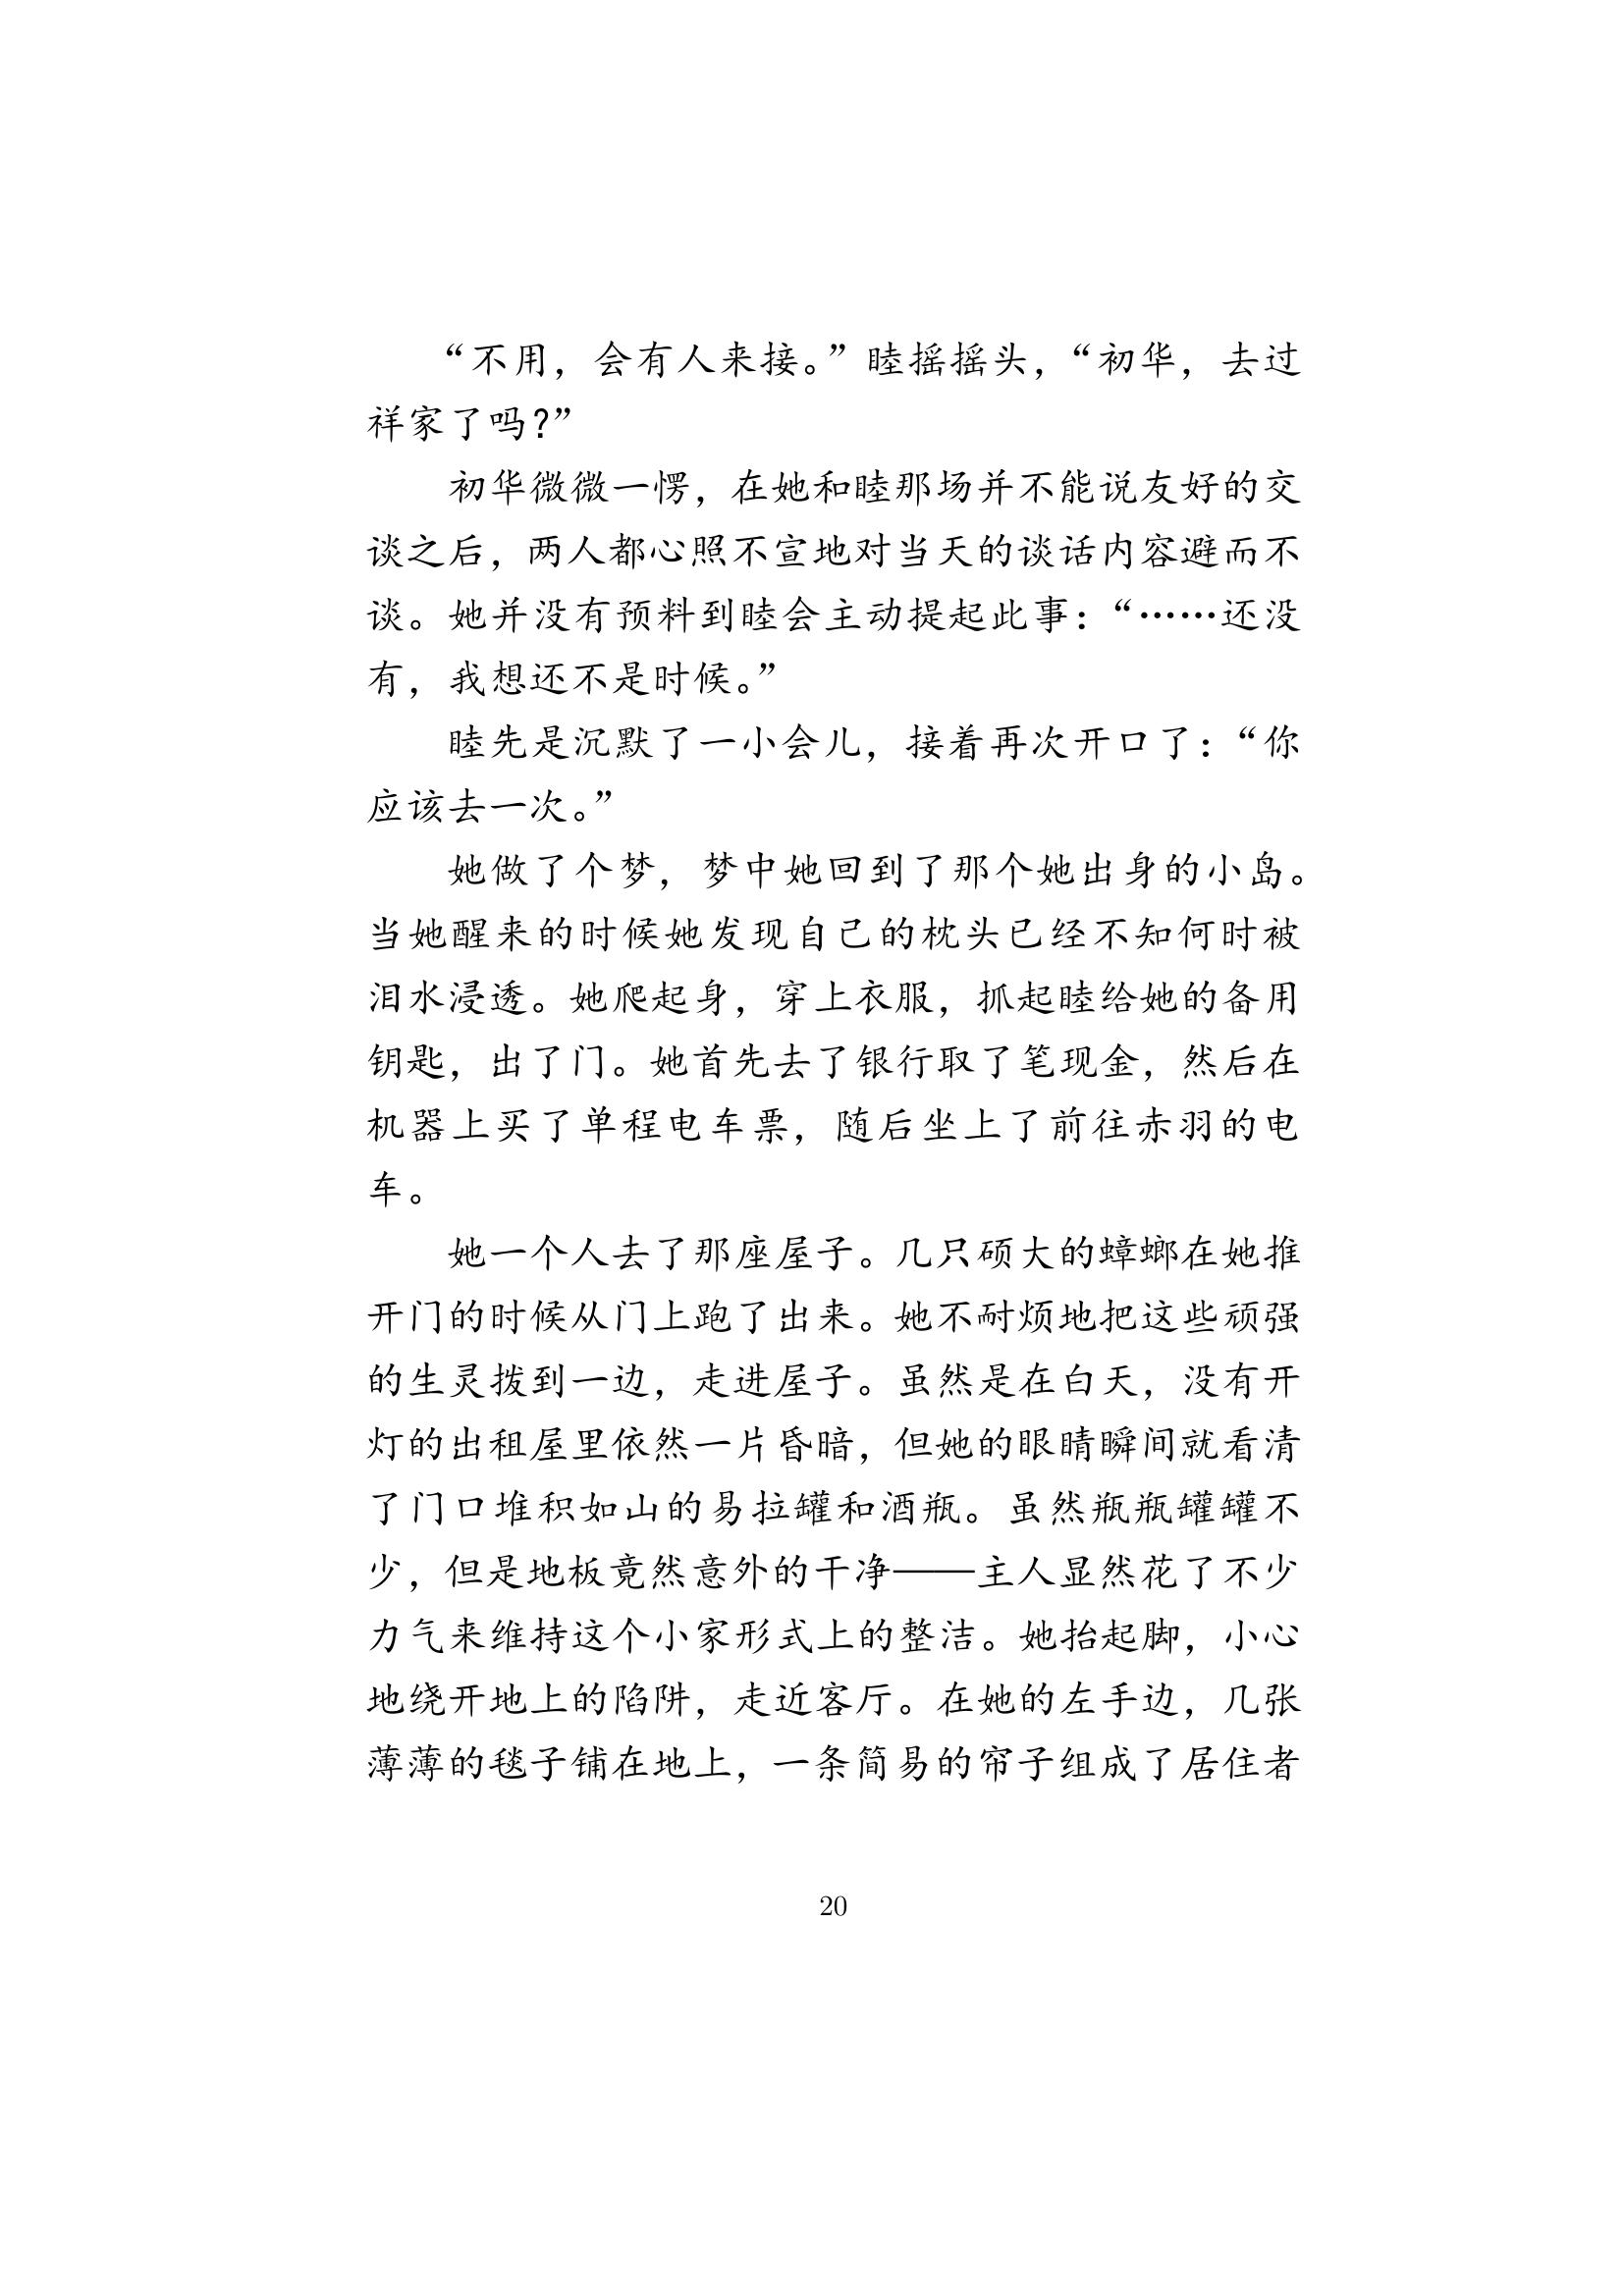 “不用，会有人来接。”睦摇摇头，“初华，去过
祥家了吗？”
初华微微一愣，在她和睦那场并不能说友好的交
谈之后，两人都心照不宣地对当天的谈话内容避而不
谈。她并没有预料到睦会主动提起此事：“……还没
有，我想还不是时候。”
睦先是沉默了一小会儿，接着再次开口了：“你
应该去一次。”
她做了个梦，梦中她回到了那个她出身的小岛。
当她醒来的时候她发现自己的枕头已经不知何时被
泪水浸透。她爬起身，穿上衣服，抓起睦给她的备用
钥匙，出了门。她首先去了银行取了笔现金，然后在
机器上买了单程电车票，随后坐上了前往赤羽的电
车。
她一个人去了那座屋子。几只硕大的蟑螂在她推
开门的时候从门上跑了出来。她不耐烦地把这些顽强
的生灵拨到一边，走进屋子。虽然是在白天，没有开
灯的出租屋里依然一片昏暗，但她的眼睛瞬间就看清
了门口堆积如山的易拉罐和酒瓶。虽然瓶瓶罐罐不
少，但是地板竟然意外的干净——主人显然花了不少
力气来维持这个小家形式上的整洁。她抬起脚，小心
地绕开地上的陷阱，走近客厅。在她的左手边，几张
薄薄的毯子铺在地上，一条简易的帘子组成了居住者
20